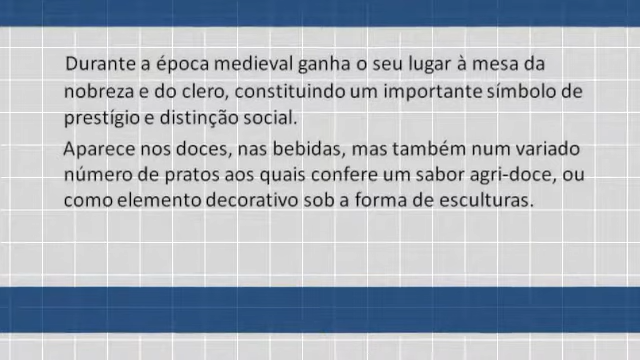 Durante a época medieval ganha o seu lugar à mesa da
nobreza e do clero, constituindo um importante símbolo de
prestígio e distinção social.
Aparece nos doces, nas bebidas, mas também num variado
número de pratos aos quais confere um sabor agri-doce, ou
como elemento decorativo sob a forma de esculturas.